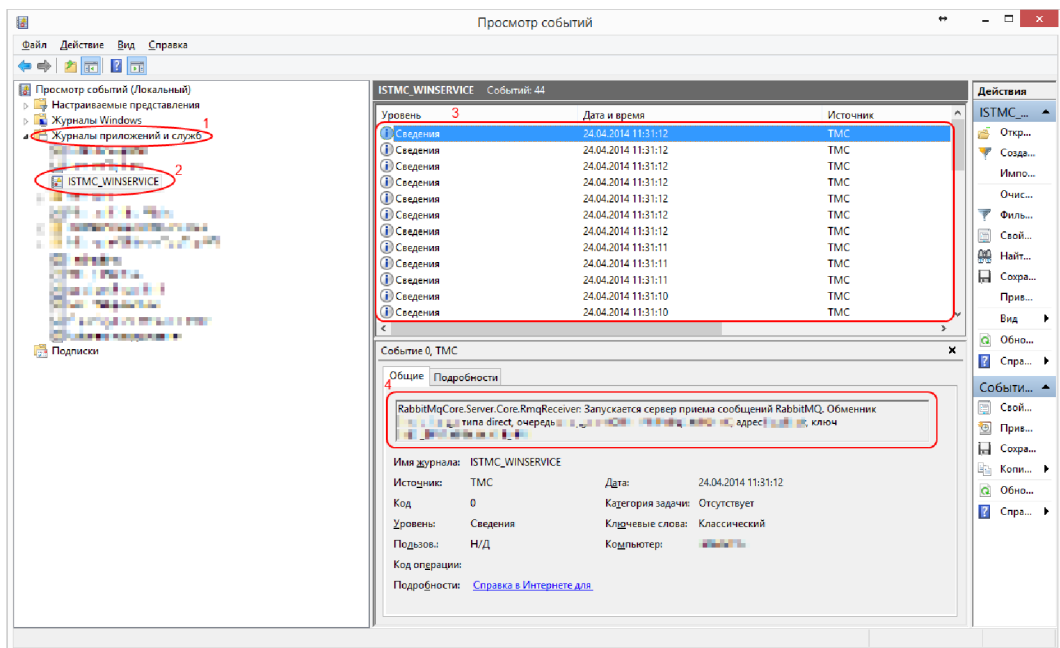 Просмотр событий
Файл Действие Вид Справка
Просмотр событий (Локальный)
Настраиваемые представления
Журналы Windows
1
Журналы приложений и служб
2
ISTMC_WINSERVICE
Подписки
ISTMC_WINSERVICE Событий: 44
3
Уровень Дата и время Источник
Сведения 24.04.2014 11:31:12 TMC
Сведения 24.04.2014 11:31:12 TMC
Сведения 24.04.2014 11:31:12 TMC
Сведения 24.04.2014 11:31:12 TMC
Сведения 24.04.2014 11:31:12 TMC
Сведения 24.04.2014 11:31:12 TMC
Сведения 24.04.2014 11:31:12 TMC
Сведения 24.04.2014 11:31:11 TMC
Сведения 24.04.2014 11:31:11 TMC
Сведения 24.04.2014 11:31:11 TMC
Сведения 24.04.2014 11:31:10 TMC
Сведения 24.04.2014 11:31:10 TMC
Событие 0, TMC
Общие Подробности
4
RabbitMqCore.Server.Core.RmqReceiver: Запускается сервер приема сообщений RabbitMQ. Обменник
типа direct, очередь адрес ключ
Имя журнала: ISTMC_WINSERVICE
Источник: TMC Дата: 24.04.2014 11:31:12
Код 0 Категория задачи: Отсутствует
Уровень: Сведения Ключевые слова: Классический
Пользов.: Н/Д Компьютер:
Код операции:
Подробности: Справка в Интернете для
Действия
ISTMC_...
Откр...
Созда...
Импо...
Очис...
Филь...
Свой...
Найт...
Сохра...
Прив...
Вид
Обно...
Спра...
Событи...
Свой...
Прив...
Сохра...
Копи...
Обно...
Спра...